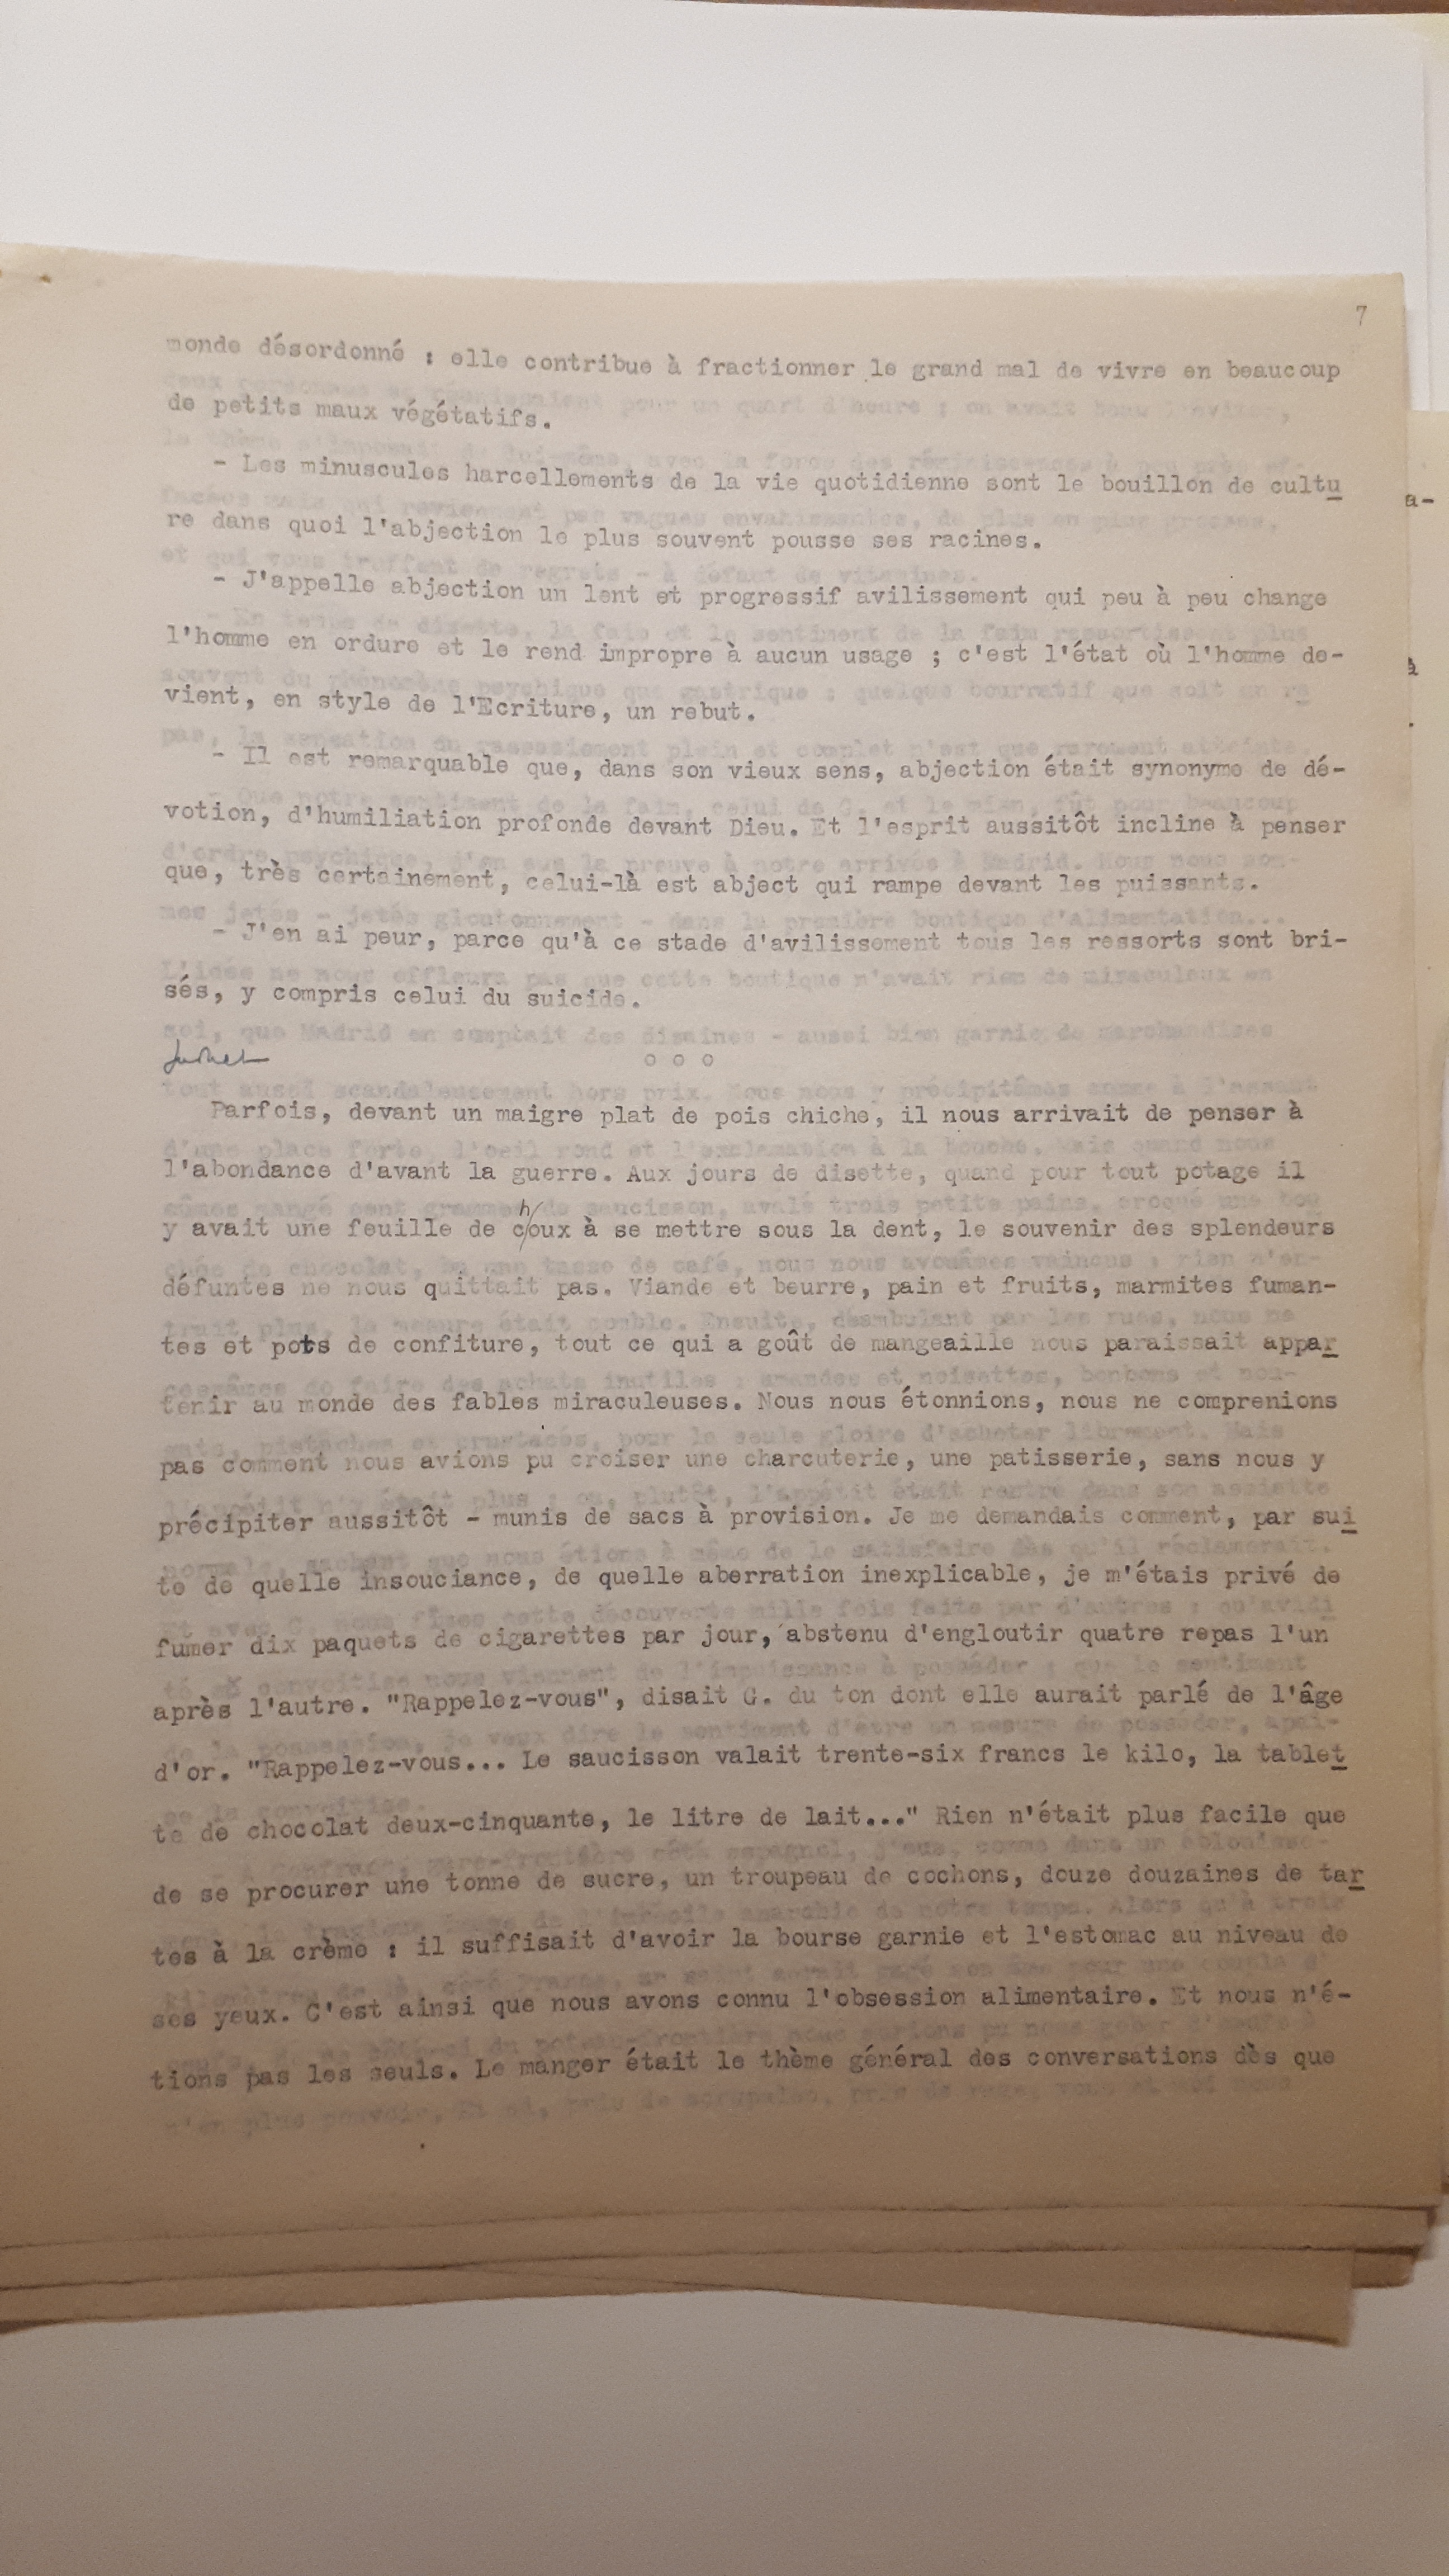 7
monde désordonné : elle contribue à fractionner le grand mal de vivre en beaucoup
de petits maux végétatifs.
- Les minuscules harcellements de la vie quotidienne sont le bouillon de cultu
re dans quoi l'abjection le plus souvent pousse ses racines.
- J'appelle abjection un lent et progressif avilissement qui peu à peu change
l'homme en ordure et le rend impropre à aucun usage ; c'est l'état où l'homme de-
vient, en style de l'Ecriture, un rebut.
- Il est remarquable que, dans son vieux sens, abjection était synonyme de dé-
votion, d'humiliation profonde devant Dieu. Et l'esprit aussitôt incline à penser
que, très certainement, celui-là est abject qui rampe devant les puissants.
- J'en ai peur, parce qu'à ce stade d'avilissement tous les ressorts sont bri-
sés, y compris celui du suicide.
o o o
Parfois, devant un maigre plat de pois chiche, il nous arrivait de penser à
l'abondance d'avant la guerre. Aux jours de disette, quand pour tout potage il
y avait une feuille de choux à se mettre sous la dent, le souvenir des splendeurs
défuntes ne nous quittait pas. Viande et beurre, pain et fruits, marmites fuman-
tes et pots de confiture, tout ce qui a goût de mangeaille nous paraissait appar
tenir au monde des fables miraculeuses. Nous nous étonnions, nous ne comprenions
pas comment nous avions pu croiser une charcuterie, une patisserie, sans nous y
précipiter aussitôt - munis de sacs à provision. Je me demandais comment, par sui
te de quelle insouciance, de quelle aberration inexplicable, je m'étais privé de
fumer dix paquets de cigarettes par jour, abstenu d'engloutir quatre repas l'un
après l'autre. "Rappelez-vous", disait G. du ton dont elle aurait parlé de l'âge
d'or. "Rappelez-vous... Le saucisson valait trente-six francs le kilo, la tablet
te de chocolat deux-cinquante, le litre de lait..." Rien n'était plus facile que
de se procurer une tonne de sucre, un troupeau de cochons, douze douzaines de tar
tes à la crème : il suffisait d'avoir la bourse garnie et l'estomac au niveau de
ses yeux. C'est ainsi que nous avons connu l'obsession alimentaire. Et nous n'é-
tions pas les seuls. Le manger était le thème général des conversations dès que